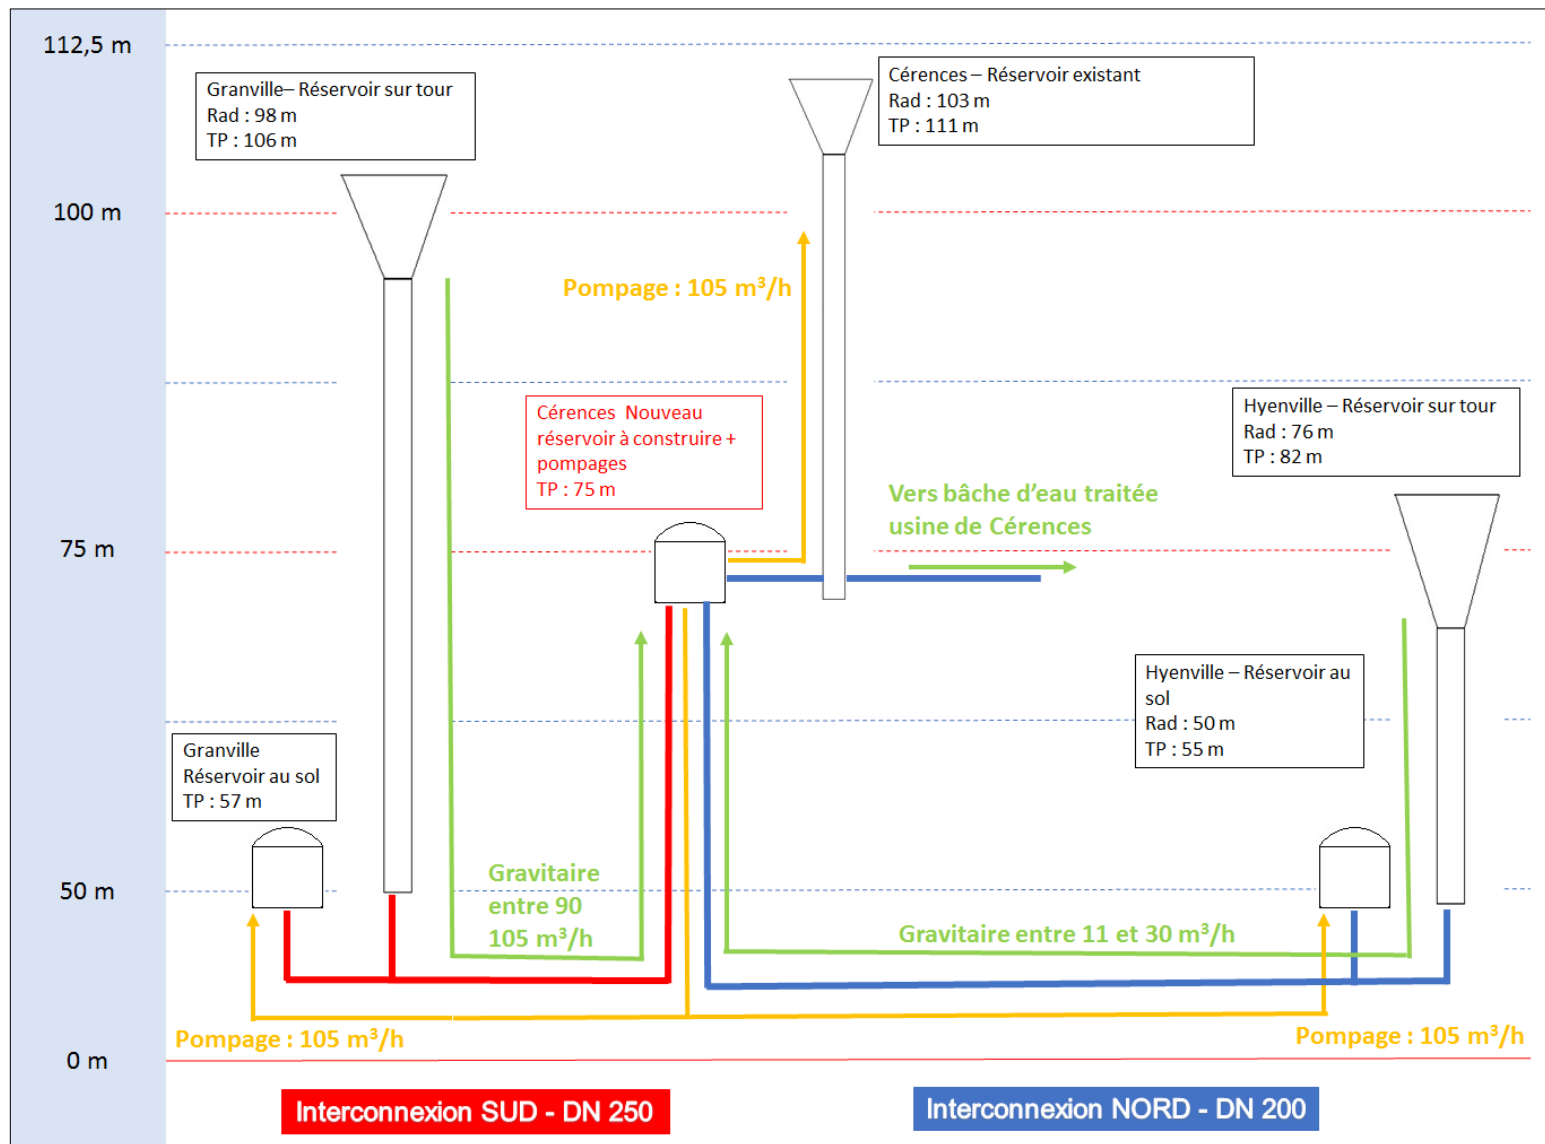 112,5 m
Granville– Réservoir sur tour
Rad : 98 m
TP : 106 m
Cérences – Réservoir existant
Rad : 103 m
TP : 111 m
100 m
Pompage : 105 m³/h
Cérences Nouveau
réservoir à construire +
pompages
TP : 75 m
Hyenville – Réservoir sur tour
Rad : 76 m
TP : 82 m
Vers bâche d'eau traitée
usine de Cérences
75 m
Hyenville – Réservoir au
sol
Rad : 50 m
TP : 55 m
Granville
Réservoir au sol
TP : 57 m
50 m
Gravitaire
entre 90
105 m³/h
Gravitaire entre 11 et 30 m³/h
Pompage : 105 m³/h
Pompage : 105 m³/h
0 m
Interconnexion SUD - DN 250
Interconnexion NORD - DN 200